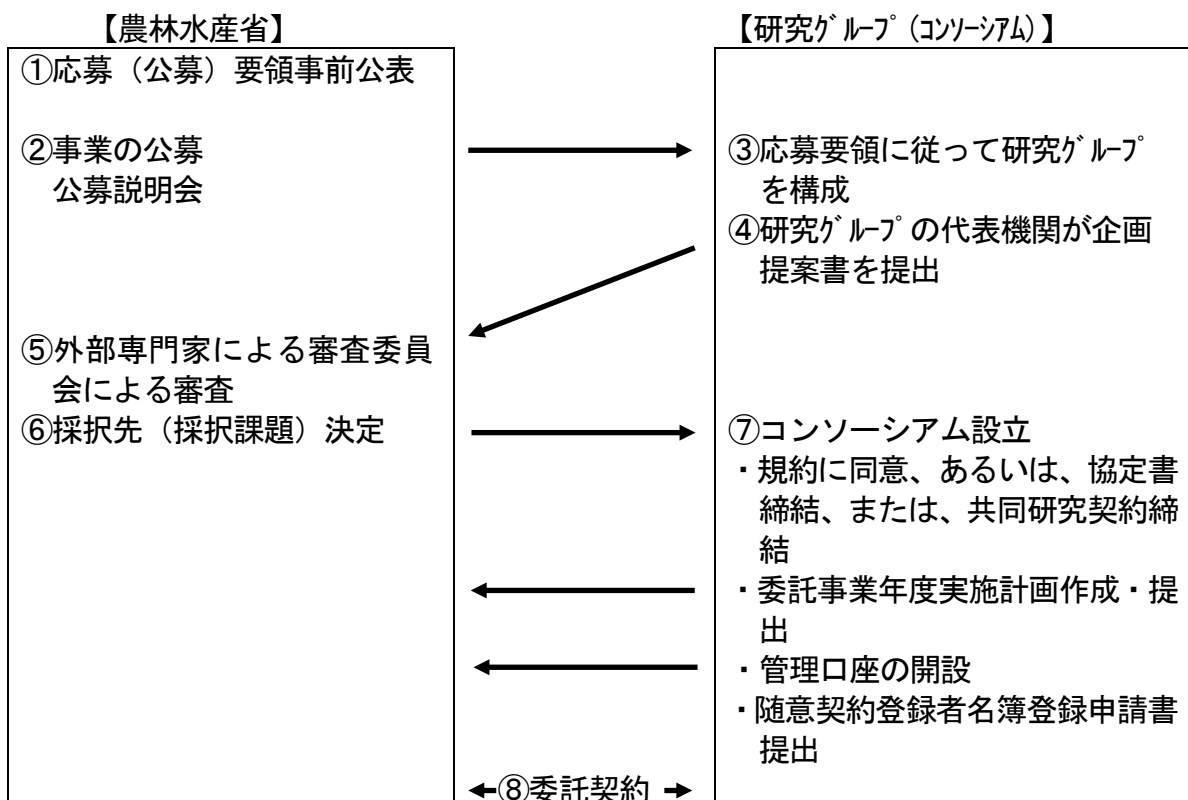 【農林水産省】
①応募（公募）要領事前公表
②事業の公募
公募説明会
⑤外部専門家による審査委員
会による審査
⑥採択先（採択課題）決定
【研究ｸﾞﾙｰﾌﾟ(ｺﾝｿｰｼｱﾑ)】
③応募要領に従って研究ｸﾞﾙｰﾌﾟ
を構成
④研究ｸﾞﾙｰﾌﾟの代表機関が企画
提案書を提出
⑦コンソーシアム設立
・規約に同意、あるいは、協定書
締結、または、共同研究契約締
結
・委託事業年度実施計画作成・提
出
・管理口座の開設
・随意契約登録者名簿登録申請書
提出
⑧委託契約